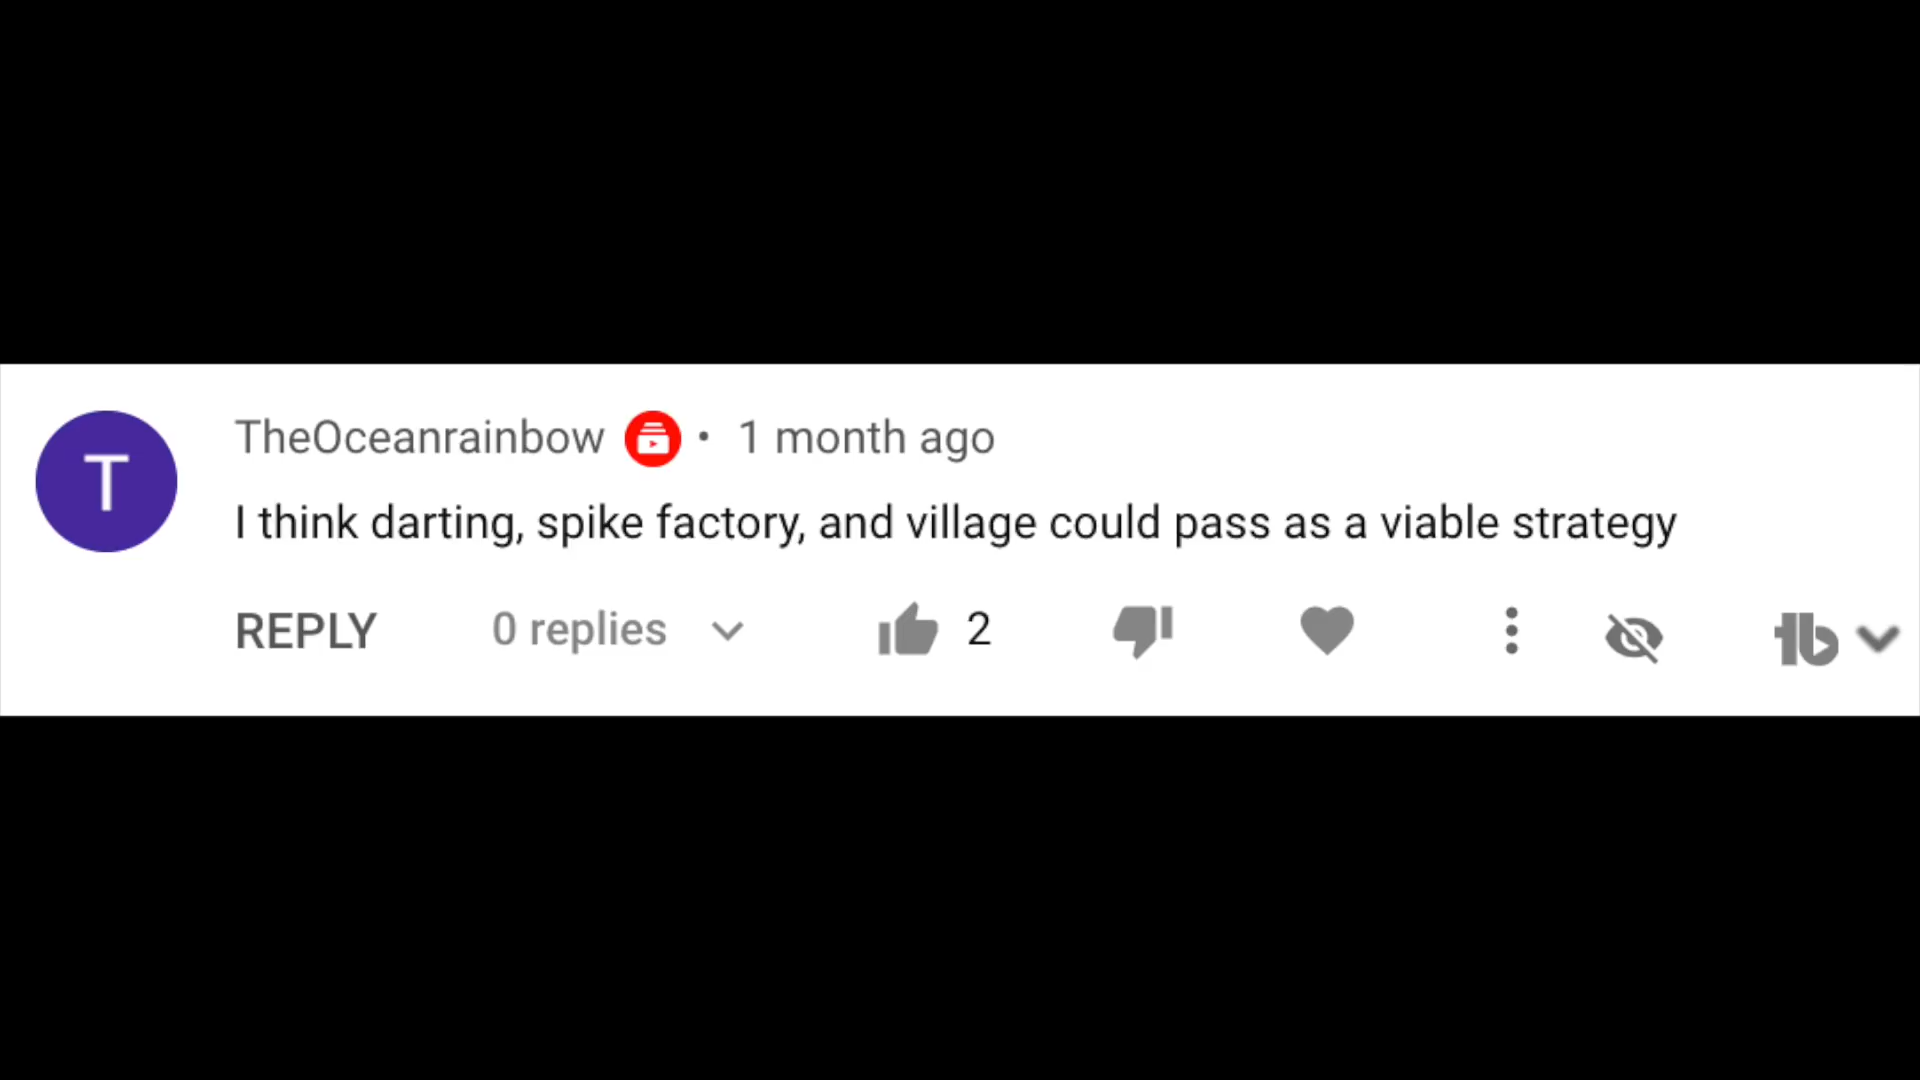 T
TheOceanrainbow • 1 month ago
I think darting, spike factory, and village could pass as a viable strategy
REPLY 0 replies 2
tb